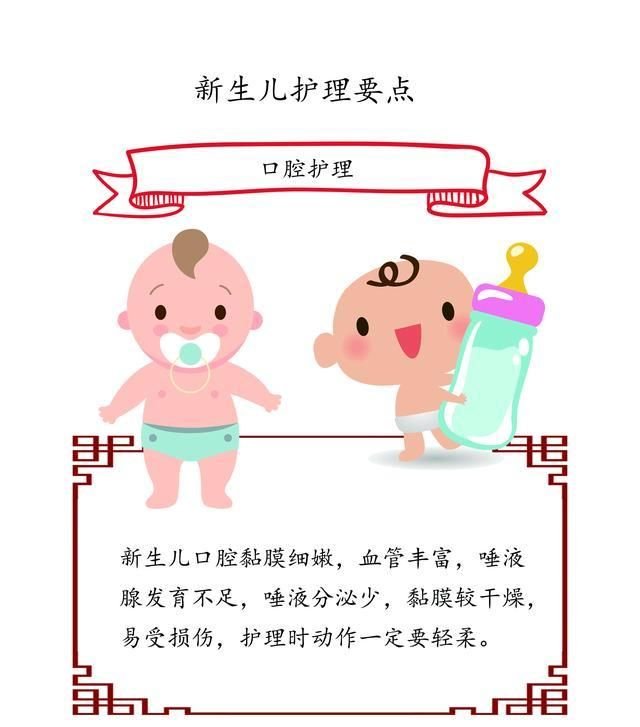 新生儿护理要点
口腔护理
新生儿口腔黏膜细嫩，血管丰富，唾液
腺发育不足，唾液分泌少，黏膜较干燥，
易受损伤，护理时动作一定要轻柔。